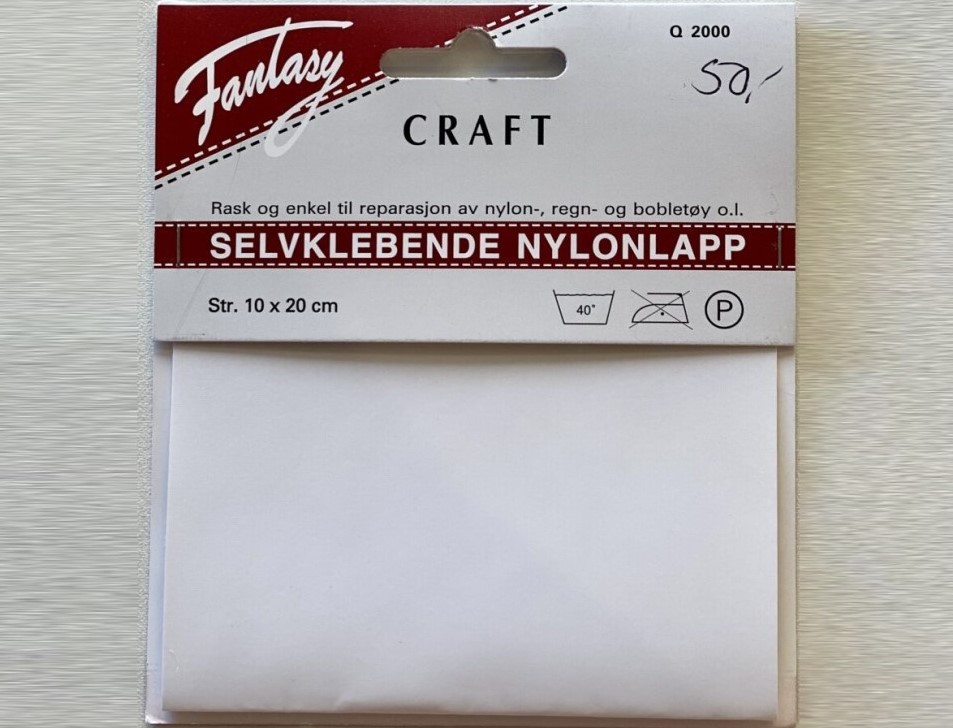 Fantasy
Q 2000
50,-
CRAFT
Rask og enkel til reparasjon av nylon-, regn- og bobletøy o.l.
SELVKLEBENDE NYLONLAPP
Str. 10 x 20 cm
40°
P